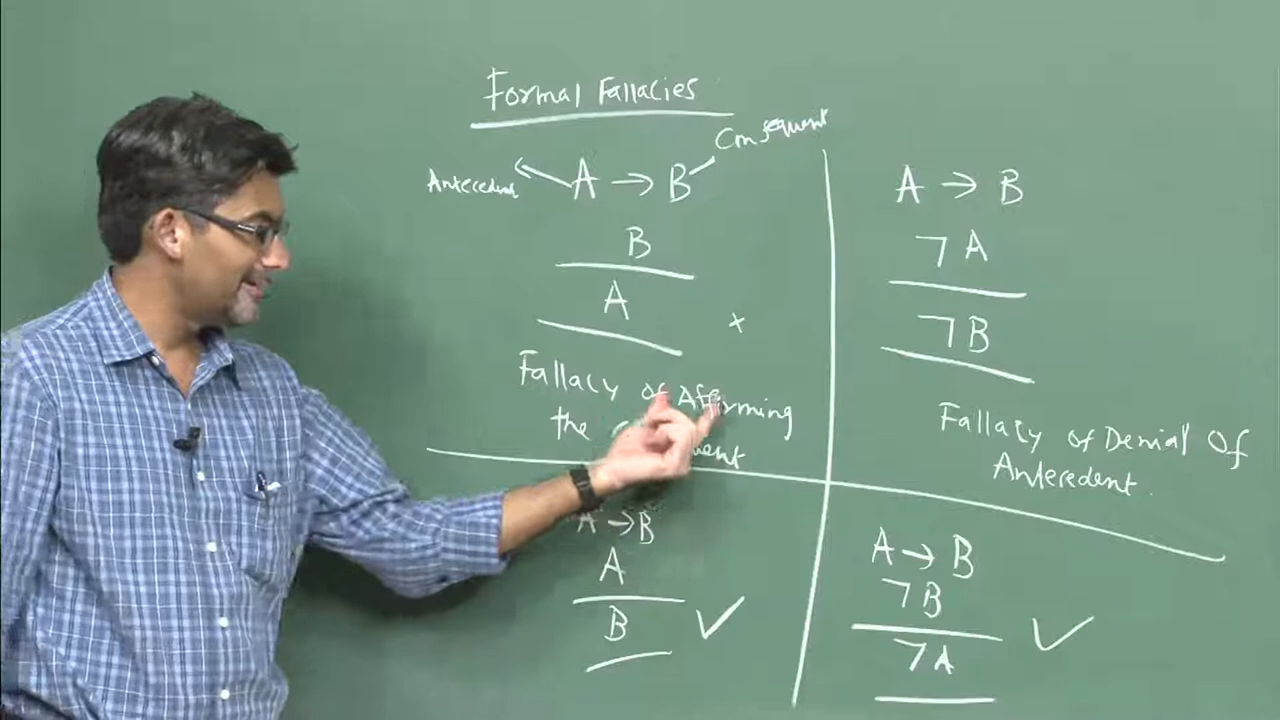 Formal Fallacies
Consequent
Antecedent A → B
B
A
x
Fallacy of Affirming
the
A → B
¬A
¬B
Fallacy of Denial Of
Antecedent.
A → B
A
B ✓
A → B
¬B
¬A ✓